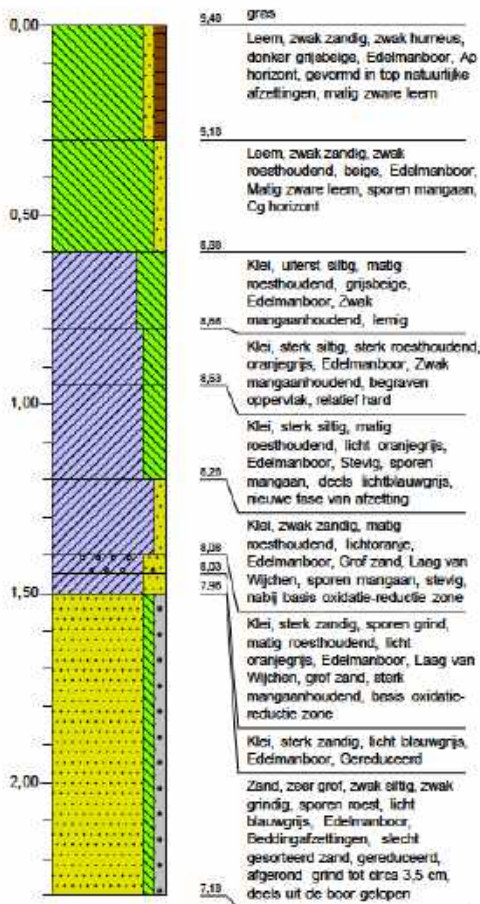 gras
0,00
9,48
Leem, zwak zandig, zwak humeus,
donker grijsbeige, Edelmanboor, Ap
horizont, gevormd in top natuurlijke
afzettingen, matig zware leem
9,18
Leem, zwak zandig, zwak
roesthoudend, beige, Edelmanboor,
Matig zware leem, sporen mangaan,
Cg horizont
0,50
8,88
Klei, uiterst siltig, matig
roesthoudend, grijsbeige,
Edelmanboor, Zwak
mangaanhoudend, lemig
8,68
Klei, sterk siltig, sterk roesthoudend,
oranjegrijs, Edelmanboor, Zwak
mangaanhoudend, begraven
oppervlak, relatief hard
8,53
1,00
Klei, sterk siltig, matig
roesthoudend, licht oranjegrijs,
Edelmanboor, Stevig, sporen
mangaan, deels lichtblauwgrijs,
nieuwe fase van afzetting
8,28
Klei, zwak zandig, matig
roesthoudend, lichtoranje,
Edelmanboor, Grof zand, Laag van
Wijchen, sporen mangaan, stevig,
nabij basis oxidatie-reductie zone
8,08
8,03
7,98
1,50
Klei, sterk zandig, sporen grind,
matig roesthoudend, licht
oranjegrijs, Edelmanboor, Laag van
Wijchen, grof zand, sterk
mangaanhoudend, basis oxidatie-
reductie zone
Klei, sterk zandig, licht blauwgrijs,
Edelmanboor, Gereduceerd
2,00
Zand, zeer grof, zwak siltig, zwak
grindig, sporen roest, licht
blauwgrijs, Edelmanboor,
Beddingafzettingen, slecht
gesorteerd zand, gereduceerd,
afgerond grind tot circa 3,5 cm,
deels uit de boor gelopen
7,18